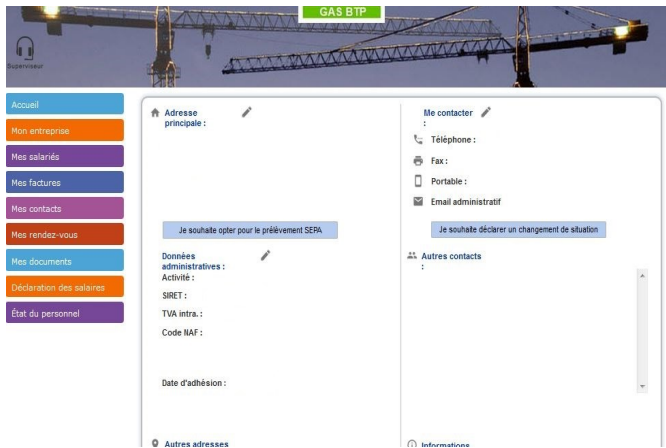 GAS BTP
Superviseur
Accueil
Mon entreprise
Mes salariés
Mes factures
Mes contacts
Mes rendez-vous
Mes documents
Déclaration des salaires
État du personnel
Adresse
principale :
Je souhaite opter pour le prélèvement SEPA
Données
administratives :
Activité :
SIRET :
TVA intra. :
Code NAF :
Date d'adhésion :
Autres adresses
Me contacter
:
Téléphone :
Fax :
Portable :
Email administratif
Je souhaite déclarer un changement de situation
Autres contacts
:
Informations